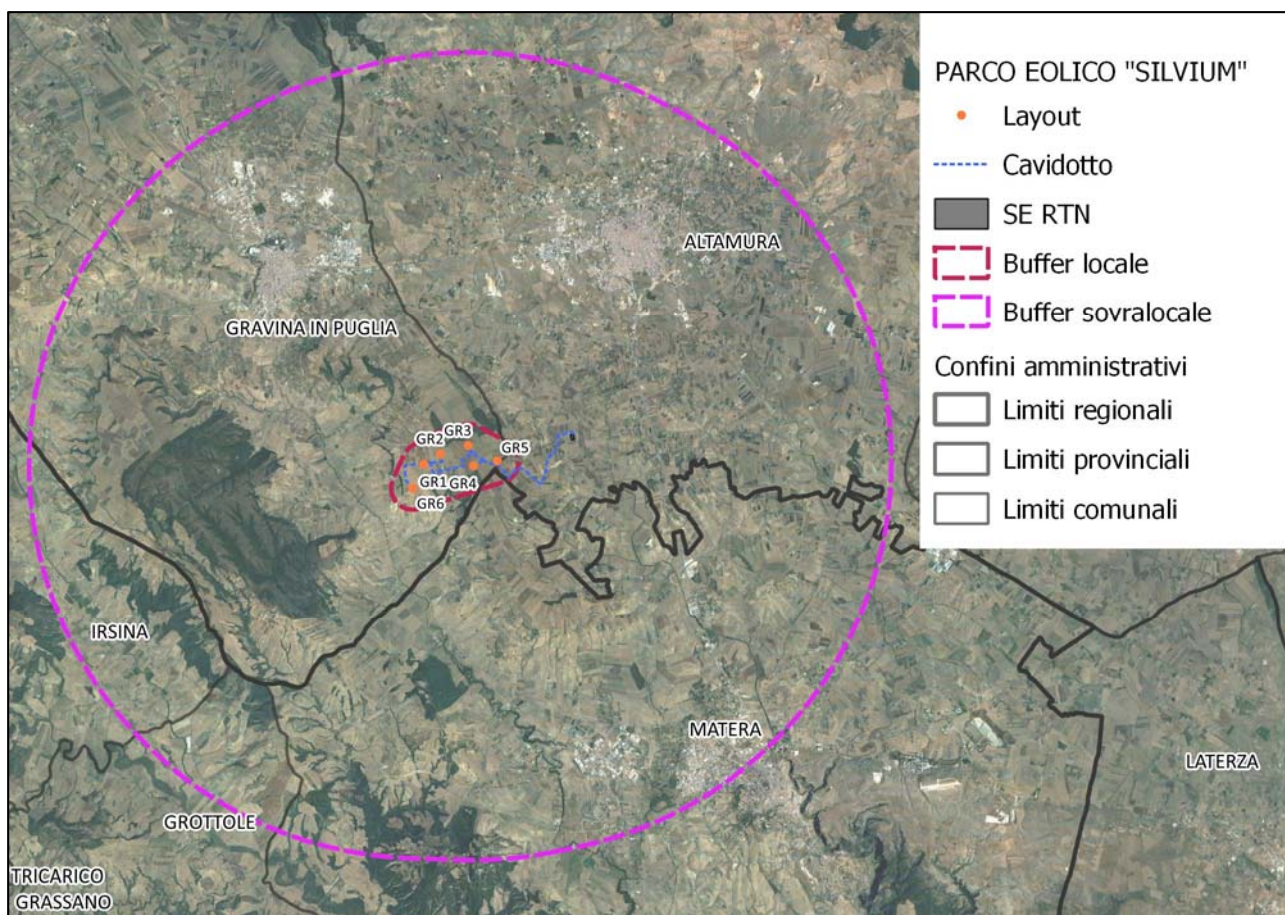 PARCO EOLICO "SILVIUM"
Layout
Cavidotto
SE RTN
Buffer locale
Buffer sovralocale
Confini amministrativi
Limiti regionali
Limiti provinciali
Limiti comunali
ALTAMURA
GRAVINA IN PUGLIA
GR3
GR2
GR5
GR1
GR4
GR6
IRSINA
MATERA
LATERZA
GROTTOLE
TRICARICO
GRASSANO